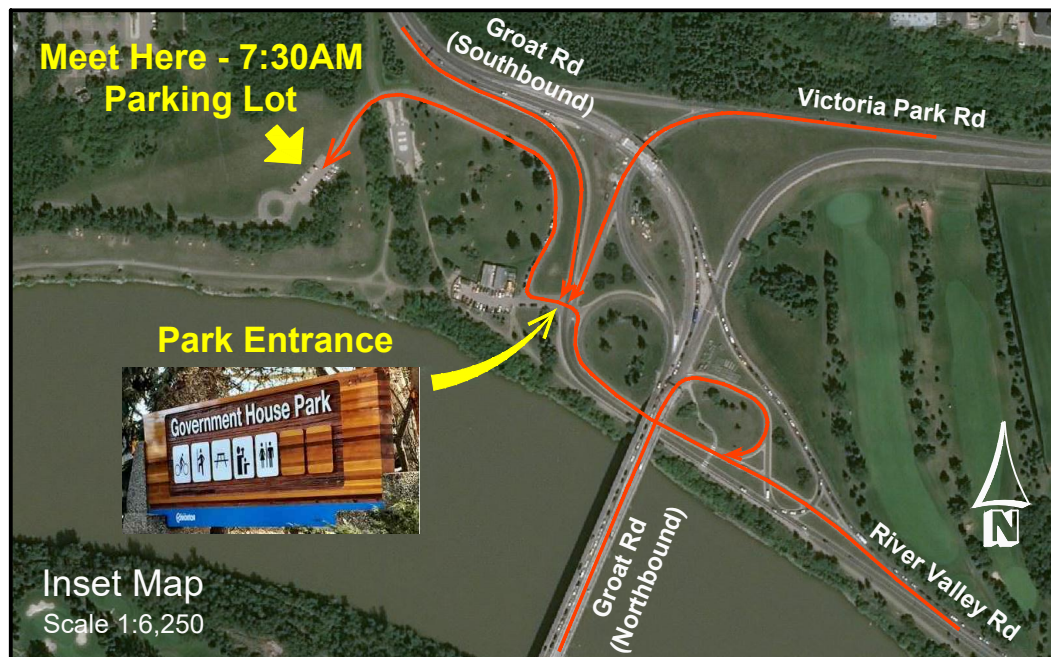 Meet Here - 7:30AM
Parking Lot
Groat Rd
(Southbound)
Victoria Park Rd
Park Entrance
Government House Park
Edmonton
Groat Rd
(Northbound)
River Valley Rd
N
Inset Map
Scale 1:6,250